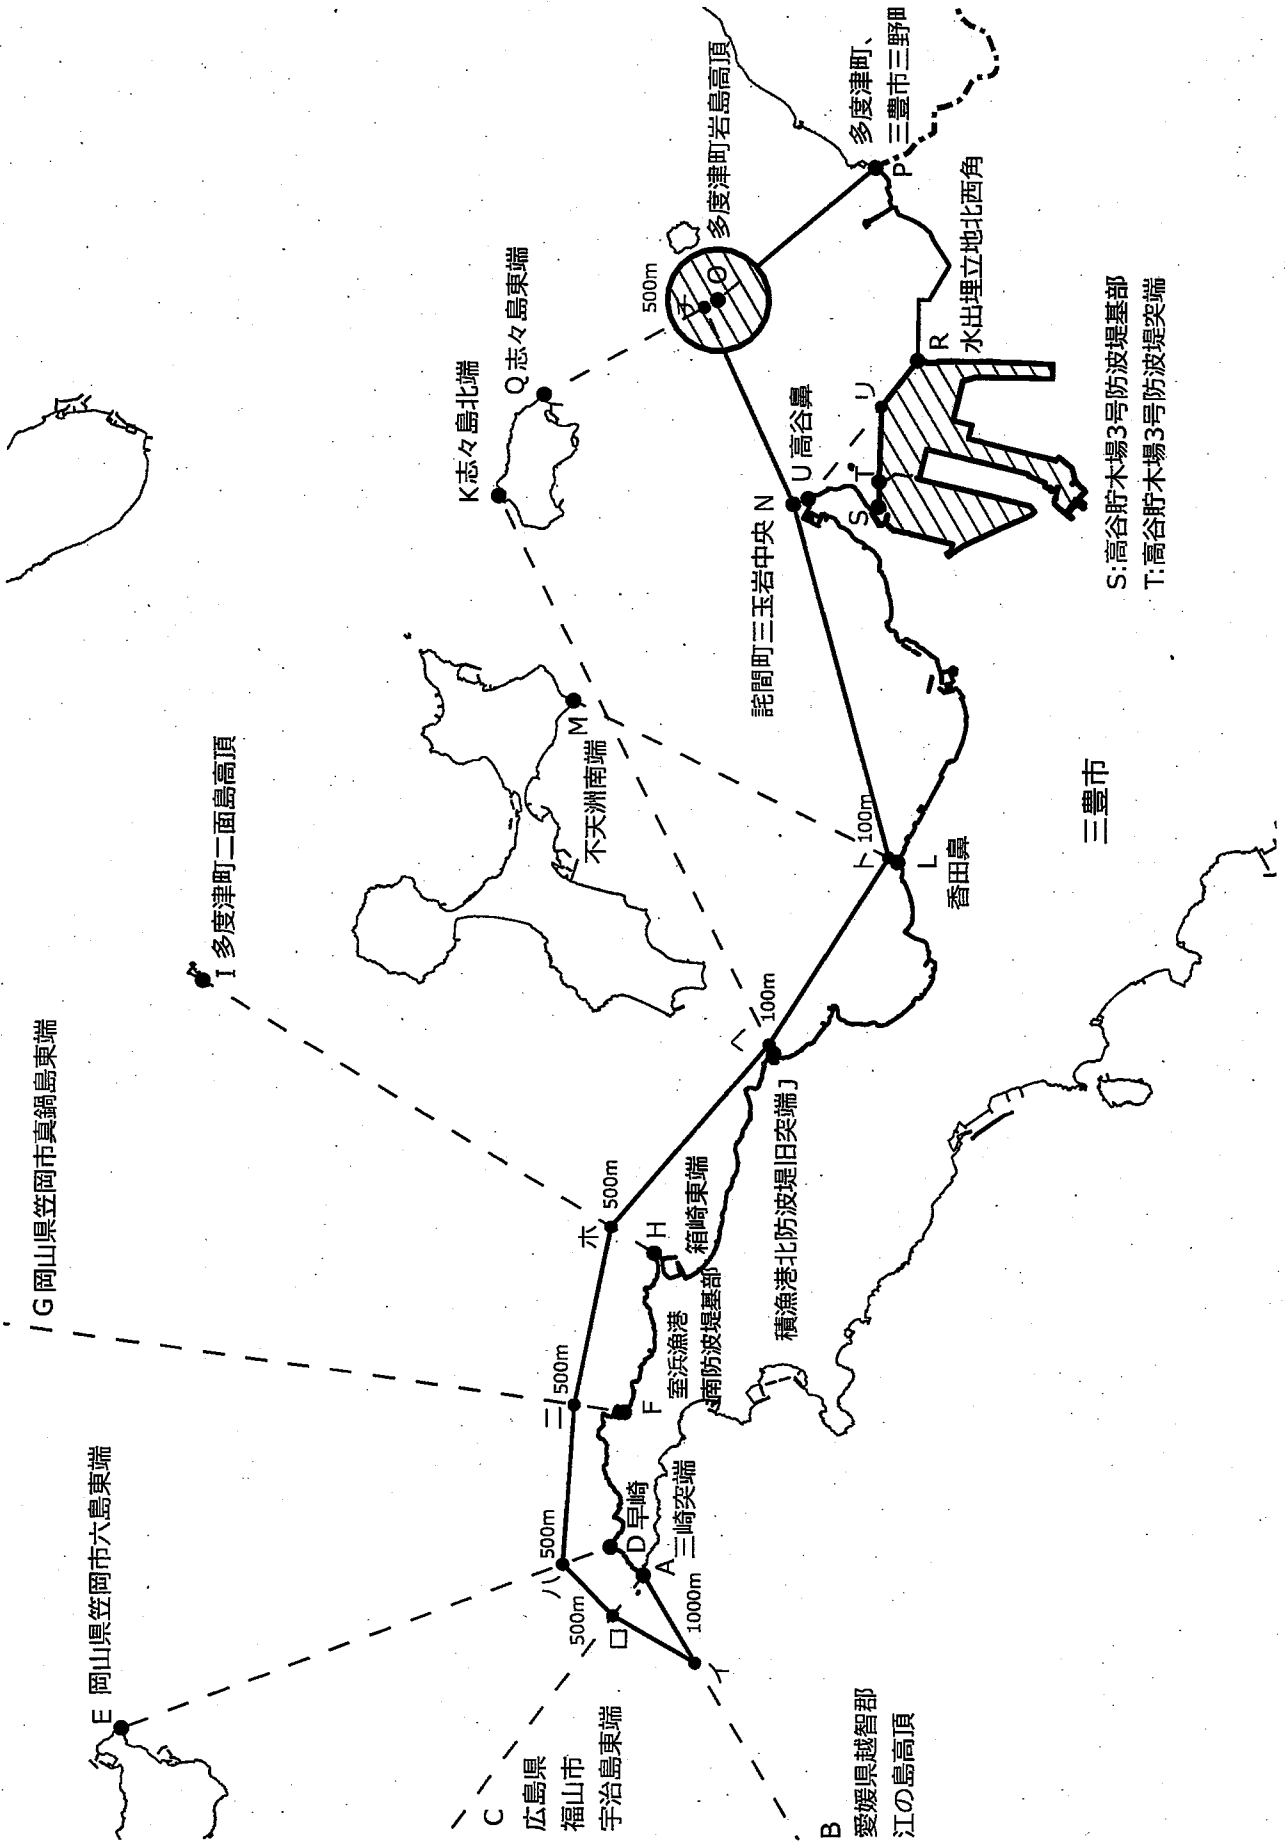 E 岡山県笠岡市六島東端
G 岡山県笠岡市真鍋島東端
I 多度津町二面島高頂
K志々島北端
Q 志々島東端
500m
多度津町岩島高頂
チ
O
多度津町、
三豊市三野町
P
C
広島県
福山市
宇治島東端
B
愛媛県越智郡
江の島高頂
イ
1000m
ロ
500m
ハ
500m
D 早崎
A
三崎突端
ニ
500m
F
室浜漁港
南防波堤基部
ホ
500m
H
箱崎東端
ヘ
100m
積漁港北防波堤旧突端J
M
不天洲南端
ト
100m
L
香田鼻
詫間町三玉岩中央 N
U 高谷鼻
S
T
リ
R
水出埋立地北西角
三豊市
S:高谷貯木場3号防波堤基部
T:高谷貯木場3号防波堤突端